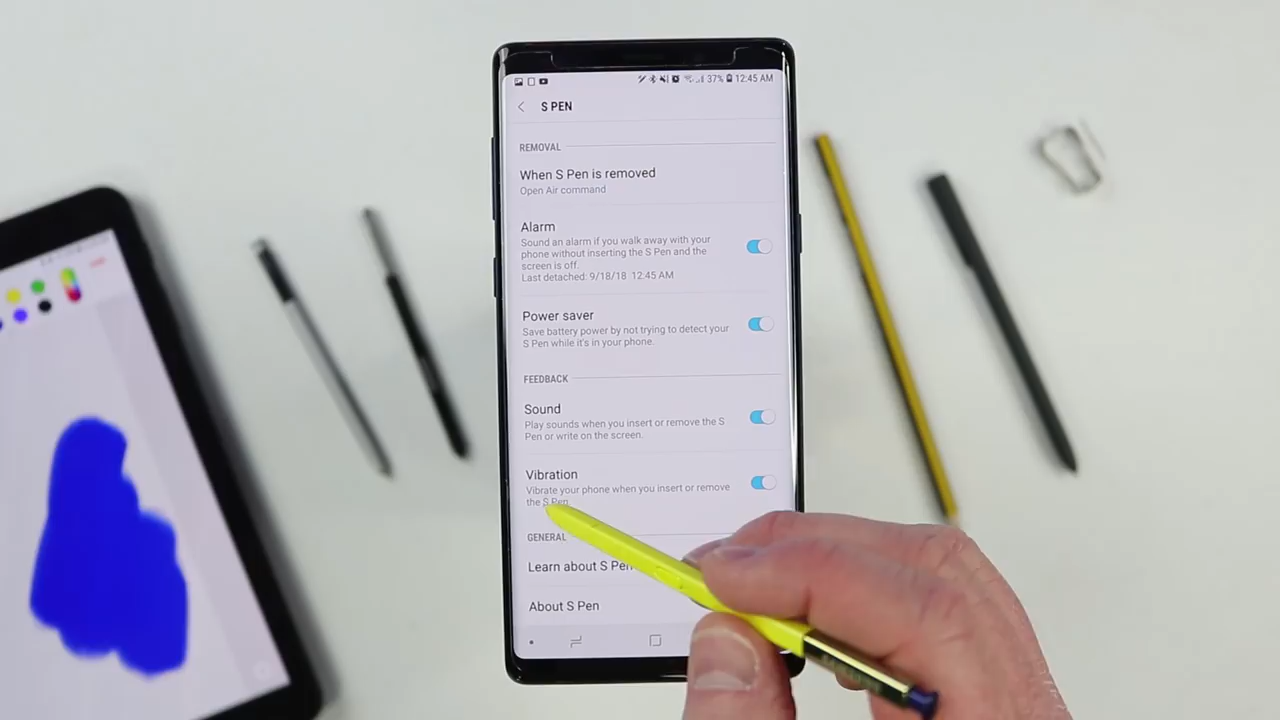 37% 12:45 AM
S PEN
REMOVAL
When S Pen is removed
Open Air command
Alarm
Sound an alarm if you walk away with your
phone without inserting the S Pen and the
screen is off.
Last detached: 9/18/18 12:45 AM
Power saver
Save battery power by not trying to detect your
S Pen while it's in your phone.
FEEDBACK
Sound
Play sounds when you insert or remove the S
Pen or write on the screen.
Vibration
Vibrate your phone when you insert or remove
the S Pen
GENERAL
Learn about S Pen
About S Pen